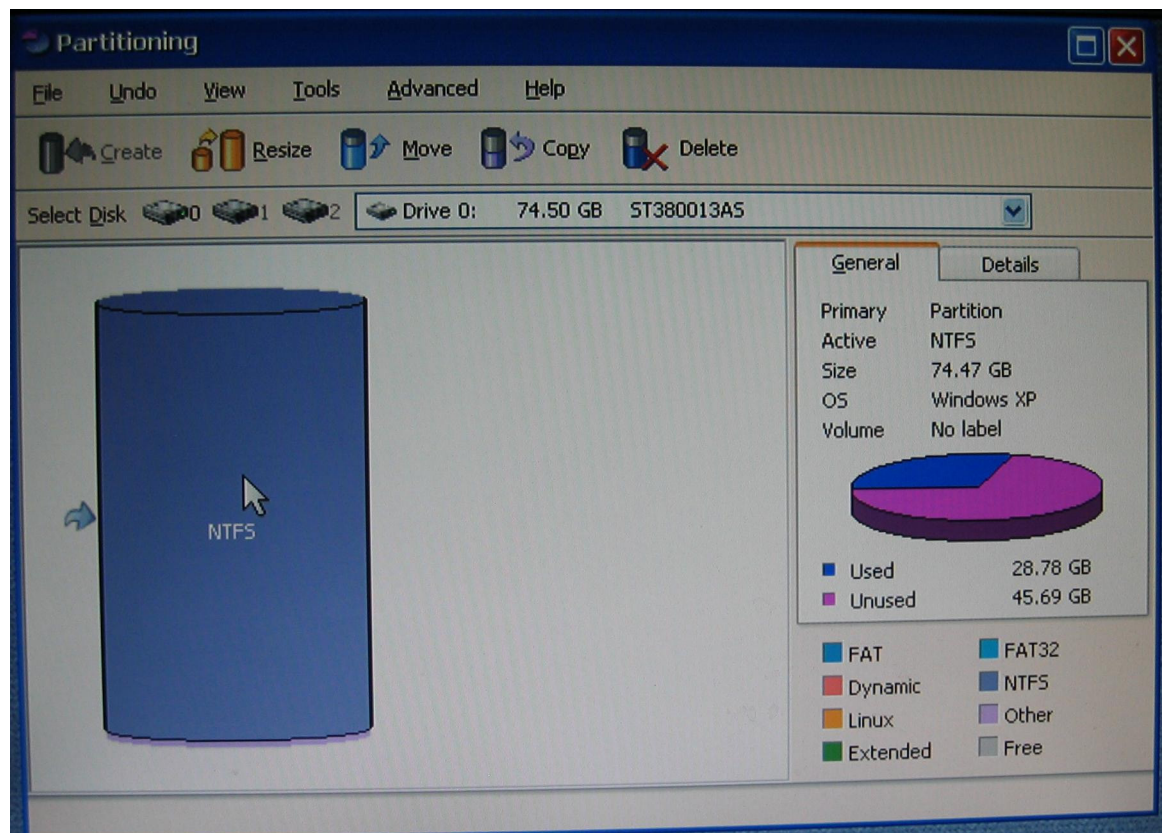 Partitioning
File Undo View Tools Advanced Help
Create Resize Move Copy Delete
Select Disk 0 1 2 Drive 0: 74.50 GB ST380013AS
General Details
Primary Partition
Active NTFS
Size 74.47 GB
OS Windows XP
Volume No label
NTFS
Used 28.78 GB
Unused 45.69 GB
FAT FAT32
Dynamic NTFS
Linux Other
Extended Free